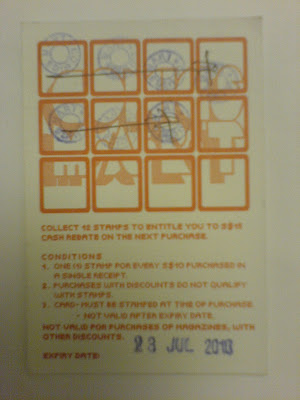 COLLECT 12 STAMPS TO ENTITLE YOU TO S$15
CASH REBATE ON THE NEXT PURCHASE.
CONDITIONS
1. ONE (1) STAMP FOR EVERY S$40 PURCHASED IN
A SINGLE RECEIPT.
2. PURCHASES WITH DISCOUNTS DO NOT QUALIFY
WITH STAMPS.
3. CARD MUST BE STAMPED AT TIME OF PURCHASE
- NOT VALID AFTER EXPIRY DATE.
NOT VALID FOR PURCHASES OF MAGAZINES, WITH
OTHER DISCOUNTS.
EXPIRY DATE: 23 JUL 2010